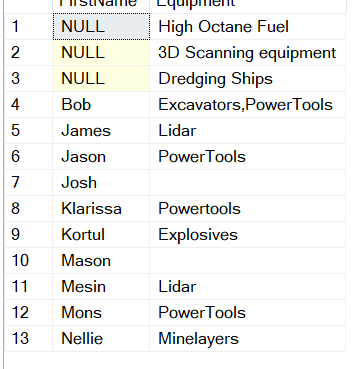 FirstName Equipment
1 NULL High Octane Fuel
2 NULL 3D Scanning equipment
3 NULL Dredging Ships
4 Bob Excavators,PowerTools
5 James Lidar
6 Jason PowerTools
7 Josh
8 Klarissa Powertools
9 Kortul Explosives
10 Mason
11 Mesin Lidar
12 Mons PowerTools
13 Nellie Minelayers